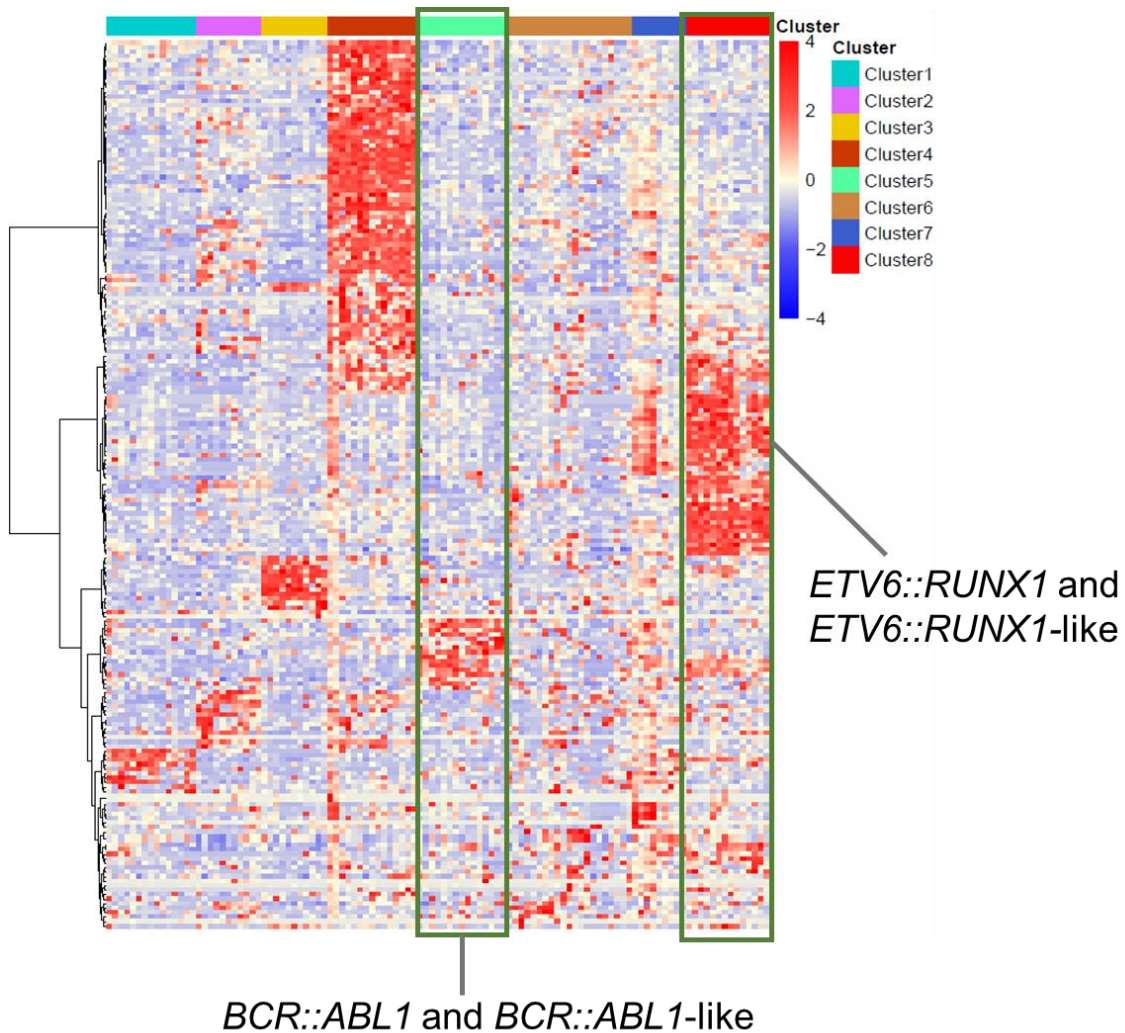 Cluster
4
2
0
−2
−4
Cluster
Cluster1
Cluster2
Cluster3
Cluster4
Cluster5
Cluster6
Cluster7
Cluster8
ETV6::RUNX1 and
ETV6::RUNX1-like
BCR::ABL1 and BCR::ABL1-like